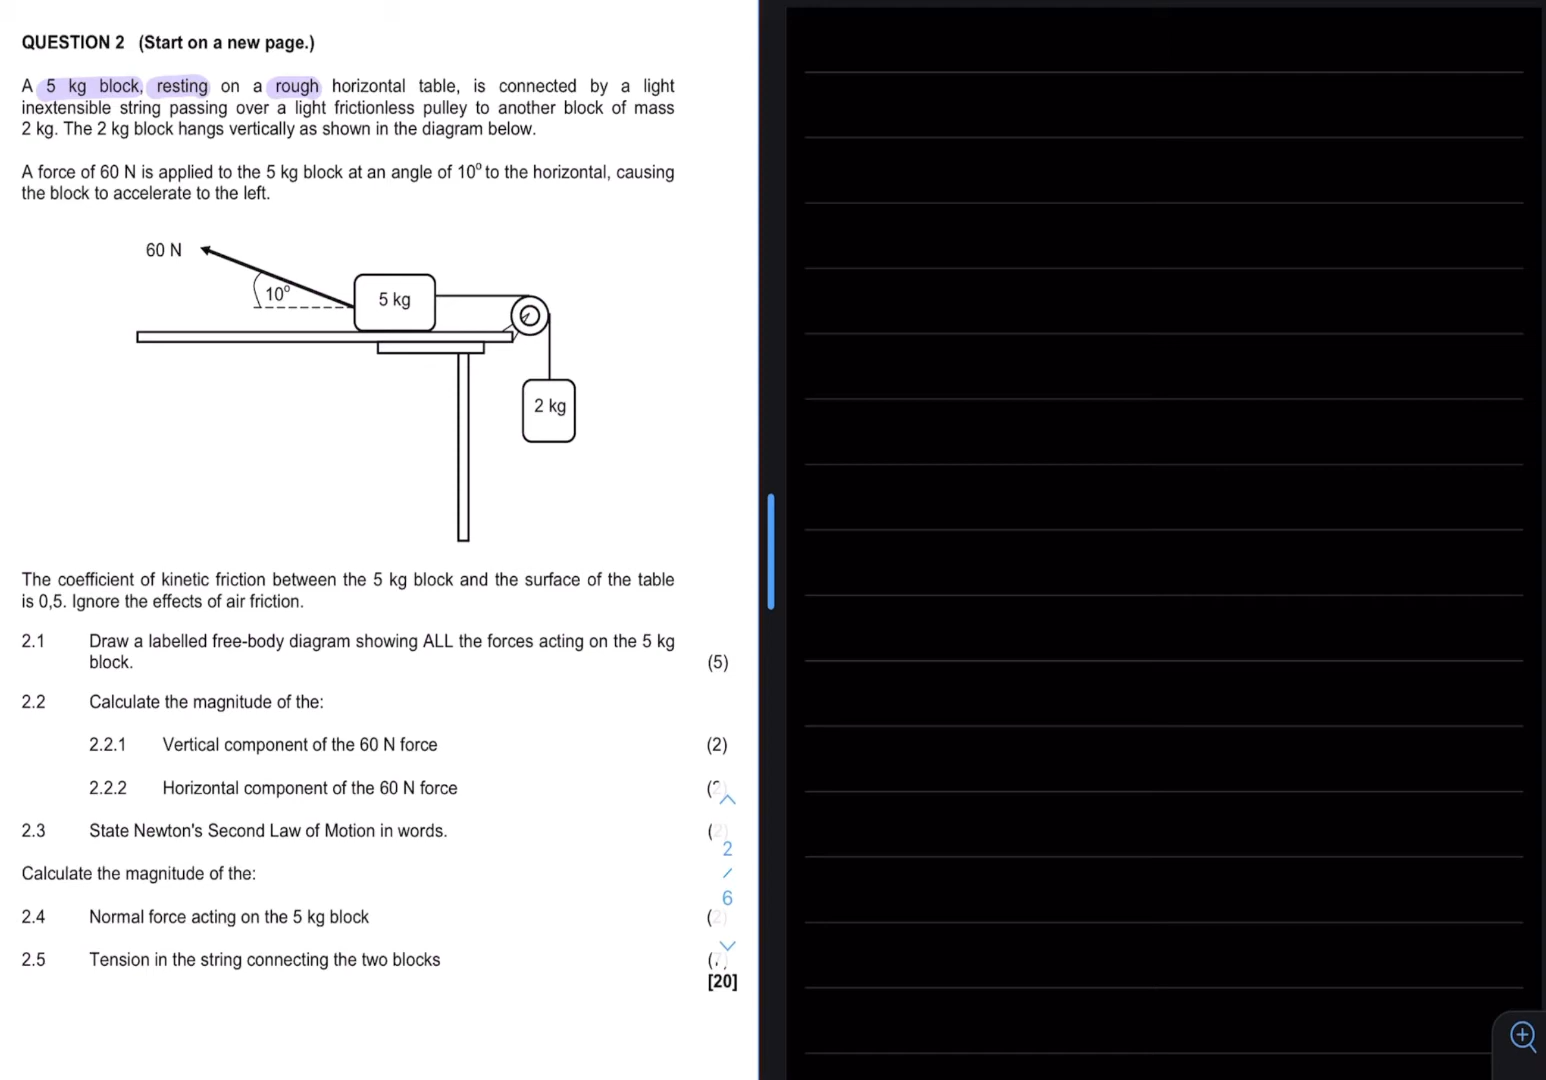 QUESTION 2 (Start on a new page.)
A 5 kg block, resting on a rough horizontal table, is connected by a light
inextensible string passing over a light frictionless pulley to another block of mass
2 kg. The 2 kg block hangs vertically as shown in the diagram below.
A force of 60 N is applied to the 5 kg block at an angle of 10⁰ to the horizontal, causing
the block to accelerate to the left.
60 N
10⁰
5 kg
2 kg
The coefficient of kinetic friction between the 5 kg block and the surface of the table
is 0,5. Ignore the effects of air friction.
2.1 Draw a labelled free-body diagram showing ALL the forces acting on the 5 kg
block. (5)
2.2 Calculate the magnitude of the:
2.2.1 Vertical component of the 60 N force (2)
2.2.2 Horizontal component of the 60 N force (2)
2.3 State Newton's Second Law of Motion in words. (2)
2
/
6
Calculate the magnitude of the:
2.4 Normal force acting on the 5 kg block (2)
2.5 Tension in the string connecting the two blocks
[20]